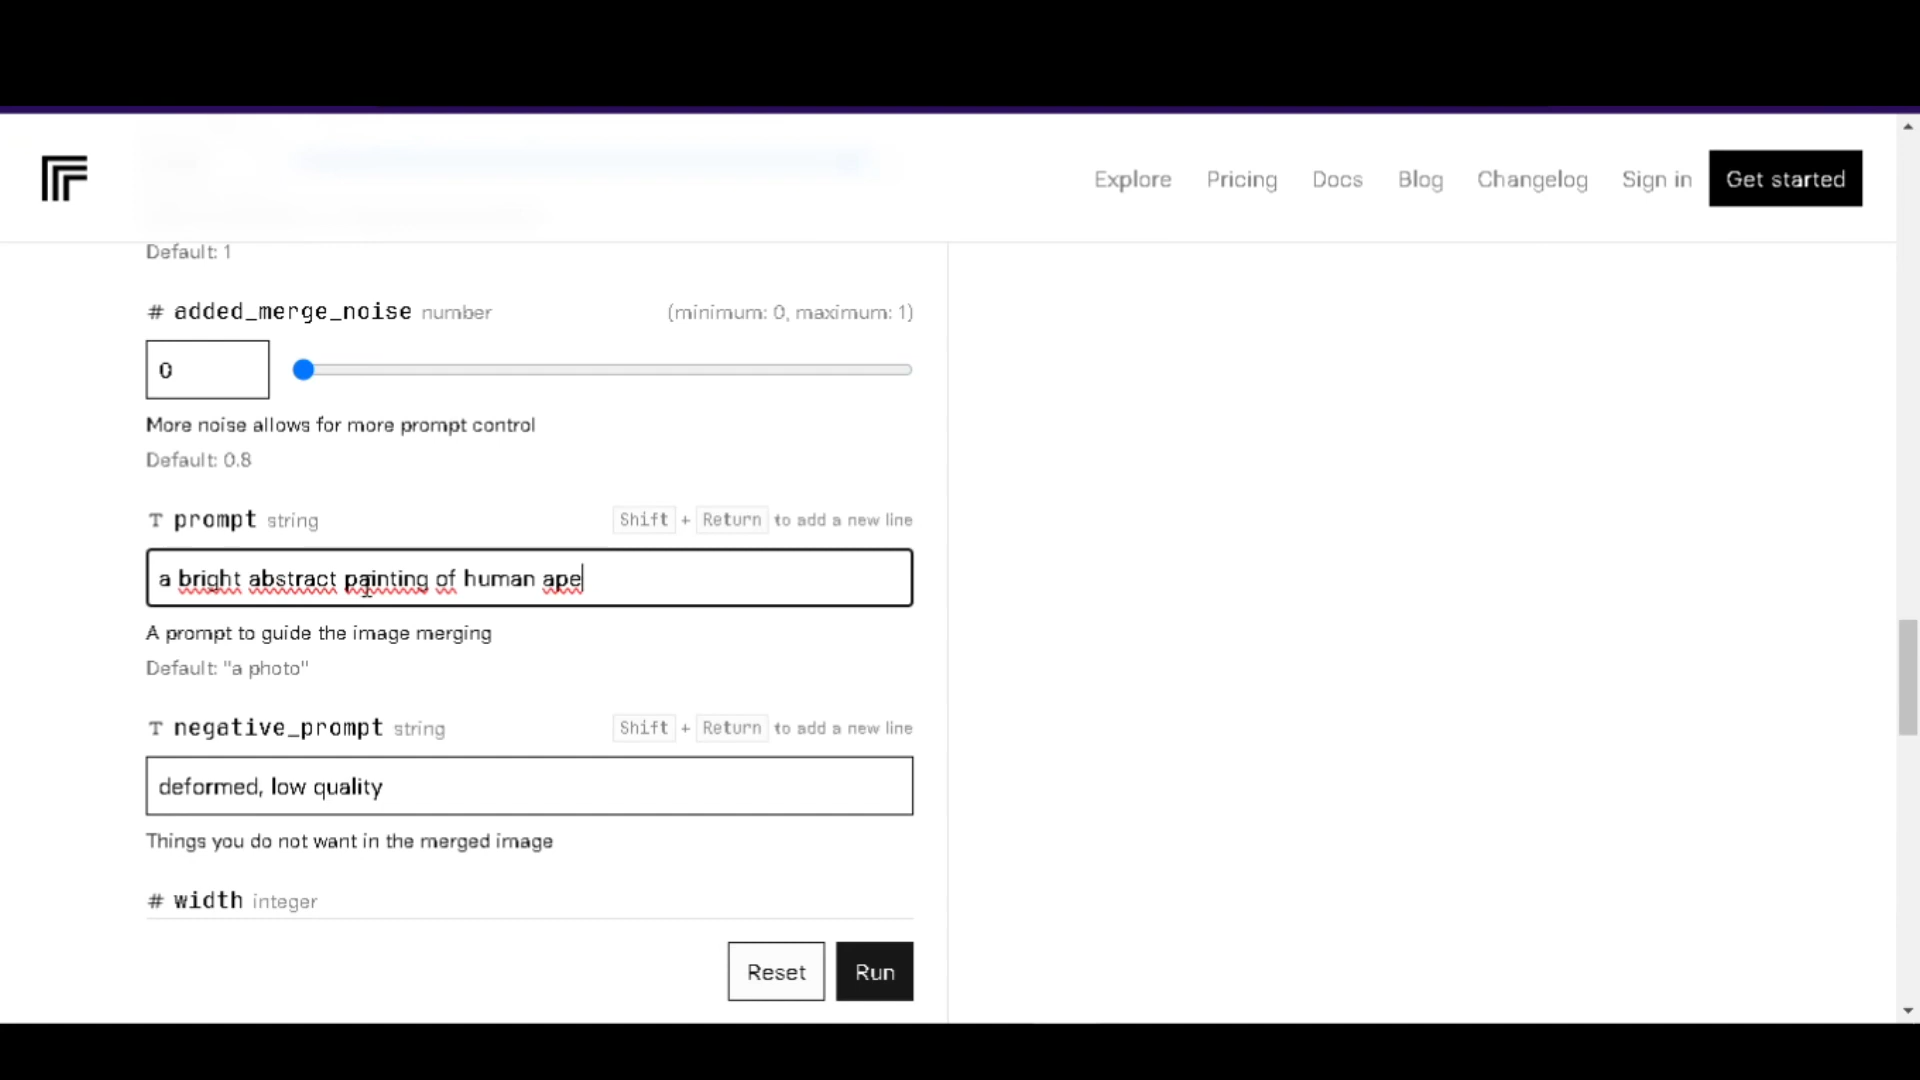 Explore Pricing Docs Blog Changelog Sign in Get started
Default: 1
# added_merge_noise number (minimum: 0, maximum: 1)
0
More noise allows for more prompt control
Default: 0.8
T prompt string Shift + Return to add a new line
a bright abstract painting of human ape
A prompt to guide the image merging
Default: "a photo"
T negative_prompt string Shift + Return to add a new line
deformed, low quality
Things you do not want in the merged image
# width integer
Reset Run